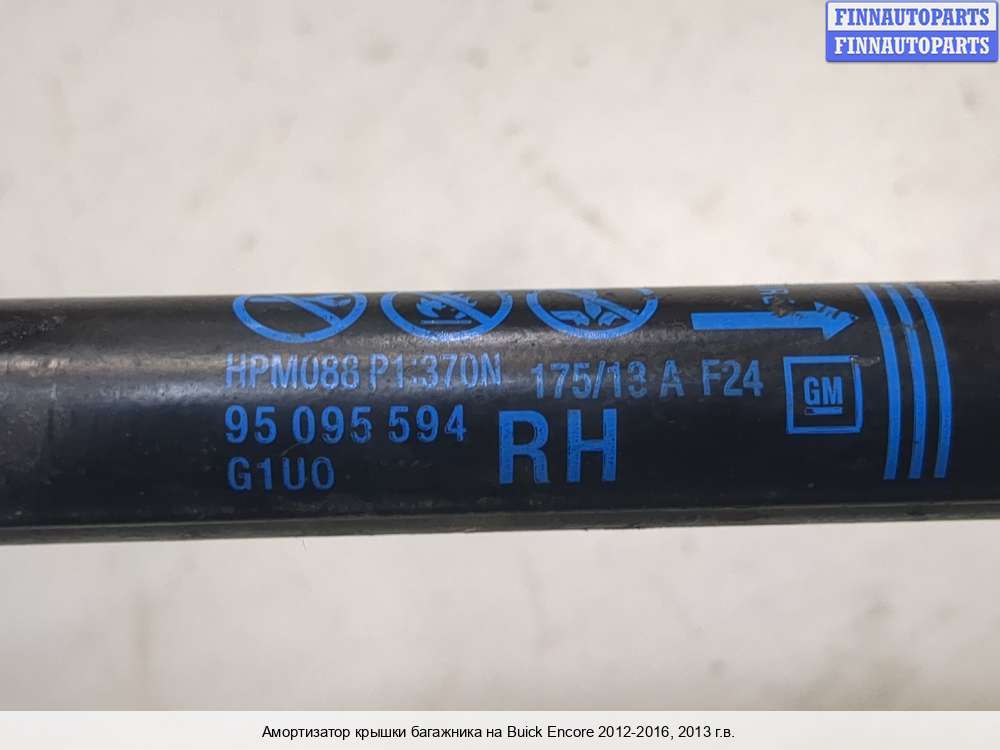 FINNAUTOPARTS
FINNAUTOPARTS
HPM088 P1:370N 175/13 A F24
95 095 594 RH
G1U0
GM
Амортизатор крышки багажника на Buick Encore 2012-2016, 2013 г.в.